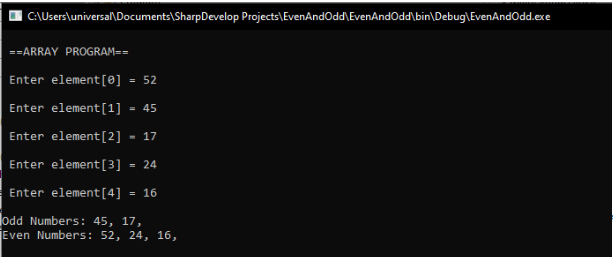 C:\Users\universal\Documents\SharpDevelop Projects\EvenAndOdd\EvenAndOdd\bin\Debug\EvenAndOdd.exe
==ARRAY PROGRAM==
Enter element[0] = 52
Enter element[1] = 45
Enter element[2] = 17
Enter element[3] = 24
Enter element[4] = 16
Odd Numbers: 45, 17,
Even Numbers: 52, 24, 16,